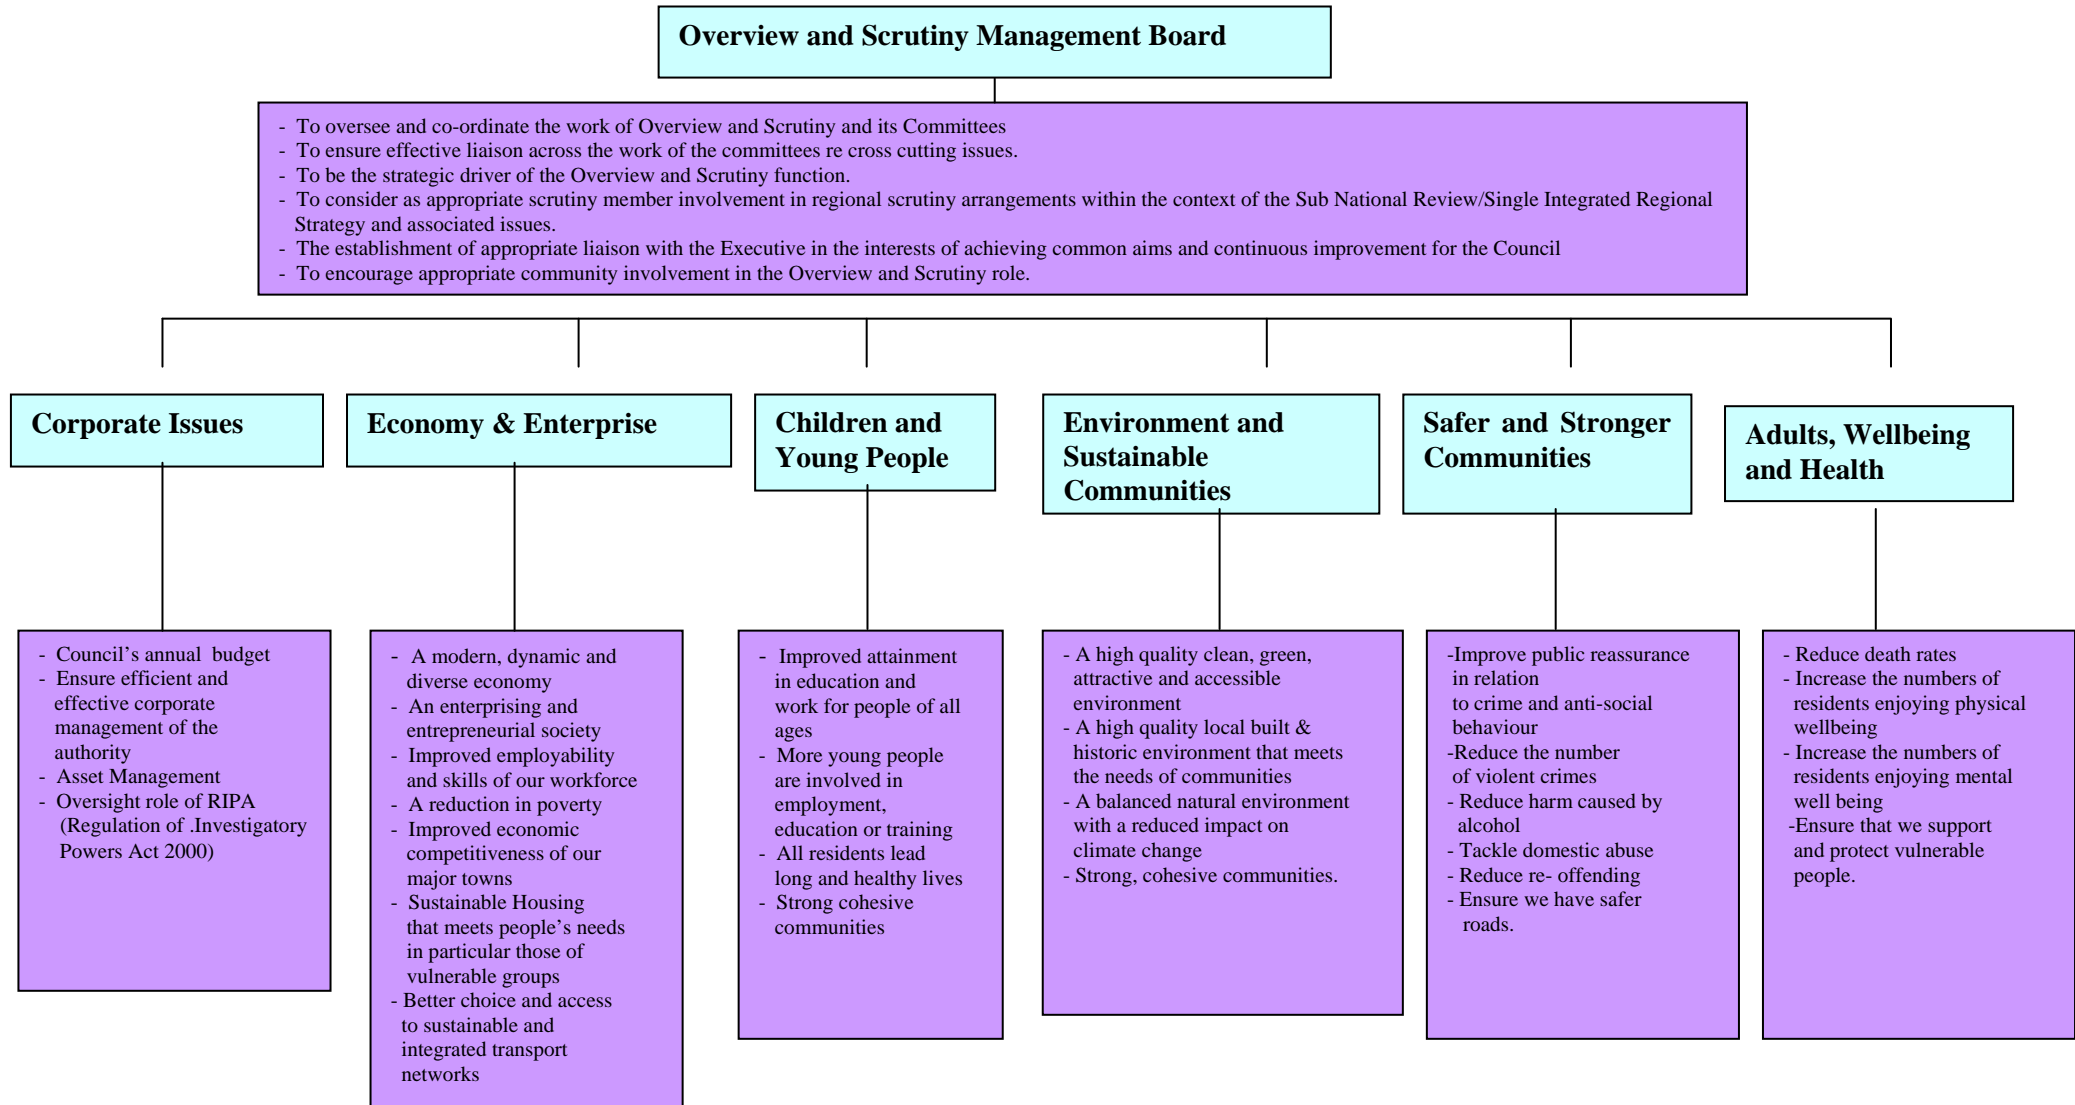 Overview and Scrutiny Management Board
- To oversee and co-ordinate the work of Overview and Scrutiny and its Committees
- To ensure effective liaison across the work of the committees re cross cutting issues.
- To be the strategic driver of the Overview and Scrutiny function.
- To consider as appropriate scrutiny member involvement in regional scrutiny arrangements within the context of the Sub National Review/Single Integrated Regional
Strategy and associated issues.
- The establishment of appropriate liaison with the Executive in the interests of achieving common aims and continuous improvement for the Council
- To encourage appropriate community involvement in the Overview and Scrutiny role.
Corporate Issues
- Council’s annual budget
- Ensure efficient and
effective corporate
management of the
authority
- Asset Management
- Oversight role of RIPA
(Regulation of .Investigatory
Powers Act 2000)
Economy & Enterprise
- A modern, dynamic and
diverse economy
- An enterprising and
entrepreneurial society
- Improved employability
and skills of our workforce
- A reduction in poverty
- Improved economic
competitiveness of our
major towns
- Sustainable Housing
that meets people’s needs
in particular those of
vulnerable groups
- Better choice and access
to sustainable and
integrated transport
networks
Children and
Young People
- Improved attainment
in education and
work for people of all
ages
- More young people
are involved in
employment,
education or training
- All residents lead
long and healthy lives
- Strong cohesive
communities
Environment and
Sustainable
Communities
- A high quality clean, green,
attractive and accessible
environment
- A high quality local built &
historic environment that meets
the needs of communities
- A balanced natural environment
with a reduced impact on
climate change
- Strong, cohesive communities.
Safer and Stronger
Communities
-Improve public reassurance
in relation
to crime and anti-social
behaviour
-Reduce the number
of violent crimes
- Reduce harm caused by
alcohol
- Tackle domestic abuse
- Reduce re- offending
- Ensure we have safer
roads.
Adults, Wellbeing
and Health
- Reduce death rates
- Increase the numbers of
residents enjoying physical
wellbeing
- Increase the numbers of
residents enjoying mental
well being
-Ensure that we support
and protect vulnerable
people.